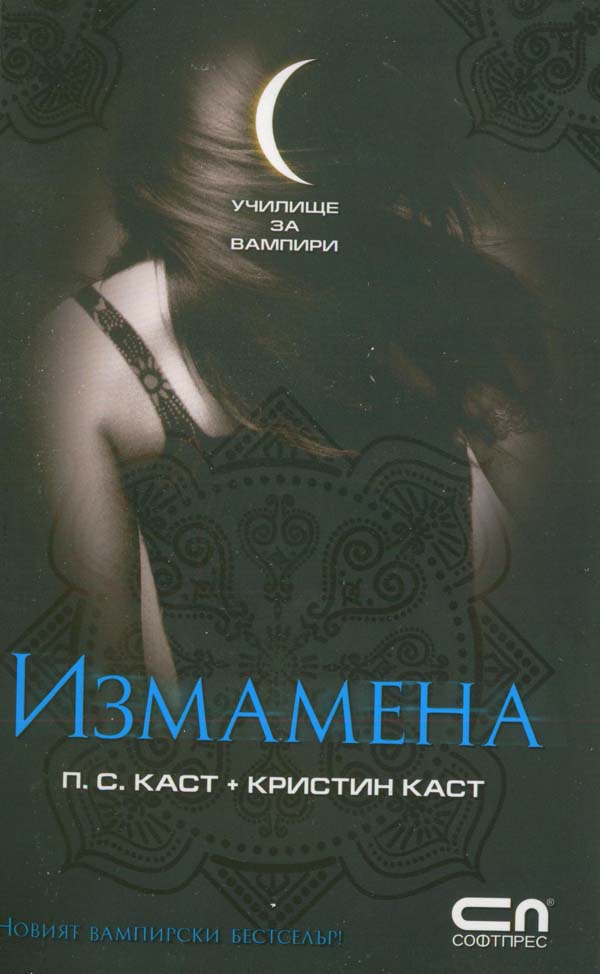 УЧИЛИЩЕ
ЗА
ВАМПИРИ
ИЗМАМЕНА
П. С. КАСТ + КРИСТИН КАСТ
НОВИЯТ ВАМПИРСКИ БЕСТСЕЛЪР!
СП®
СОФТПРЕС